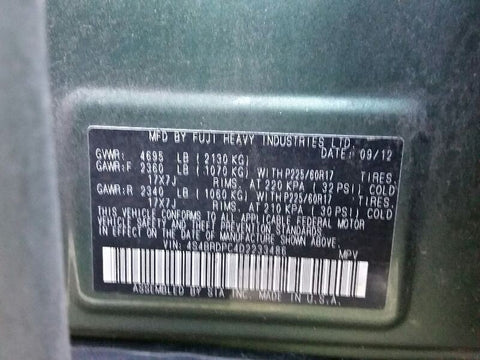 MFD BY FUJI HEAVY INDUSTRIES LTD.
DATE: 09/12
GVWR: 4695 LB (2130 KG)
GAWR:F 2360 LB (1070 KG) WITH P225/60R17 TIRES.
17X7J RIMS. AT 220 KPA (32 PSI) COLD
GAWR:R 2340 LB (1060 KG) WITH P225/60R17 TIRES.
17X7J RIMS. AT 210 KPA (30 PSI) COLD
THIS VEHICLE CONFORMS TO ALL APPLICABLE FEDERAL MOTOR
VEHICLE SAFETY STANDARDS IN EFFECT ON THE
DATE OF MANUFACTURE SHOWN ABOVE.
VIN: 4S4BRDPC4D2233486 MPV
ASSEMBLED BY SIA INC. MADE IN U.S.A.